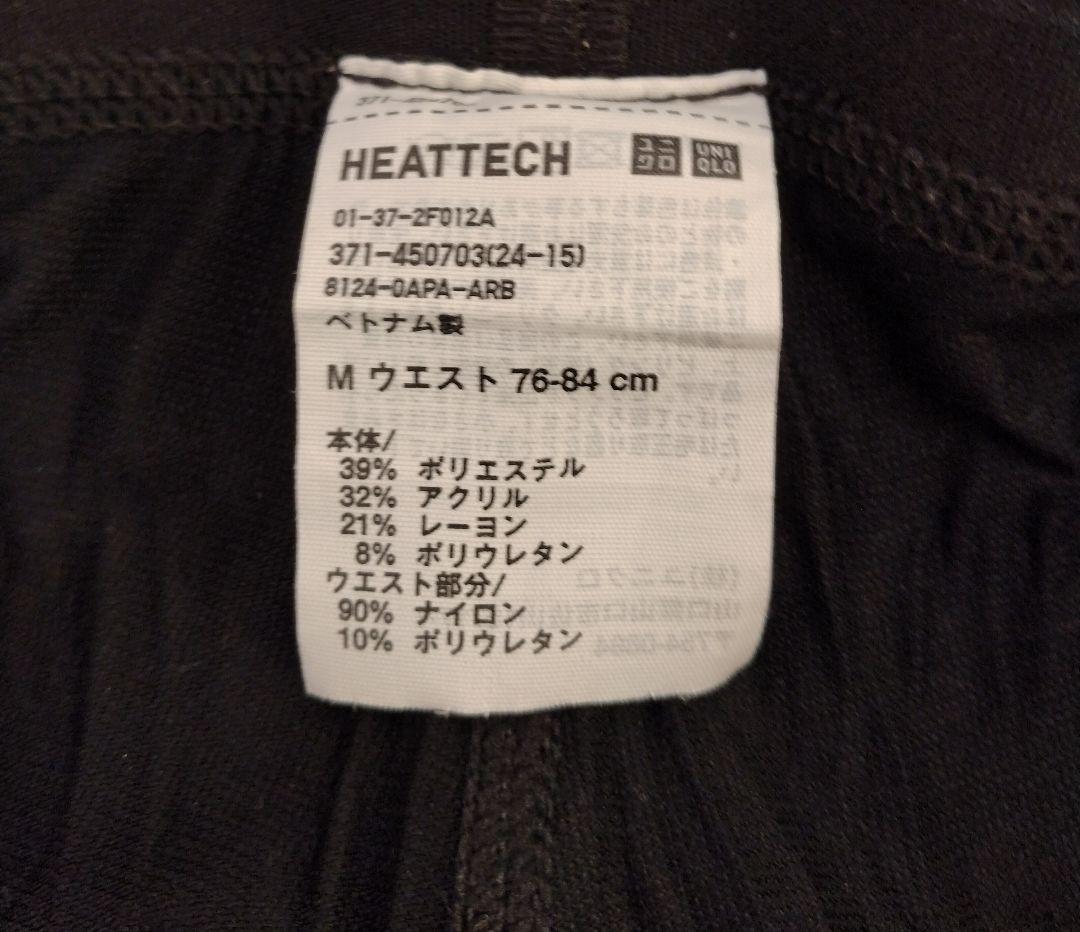 HEATTECH ユニクロ UNIQLO
01-37-2F012A
371-450703(24-15)
8124-0APA-ARB
ベトナム製
M ウエスト 76-84 cm
本体/
39% ポリエステル
32% アクリル
21% レーヨン
8% ポリウレタン
ウエスト部分/
90% ナイロン
10% ポリウレタン